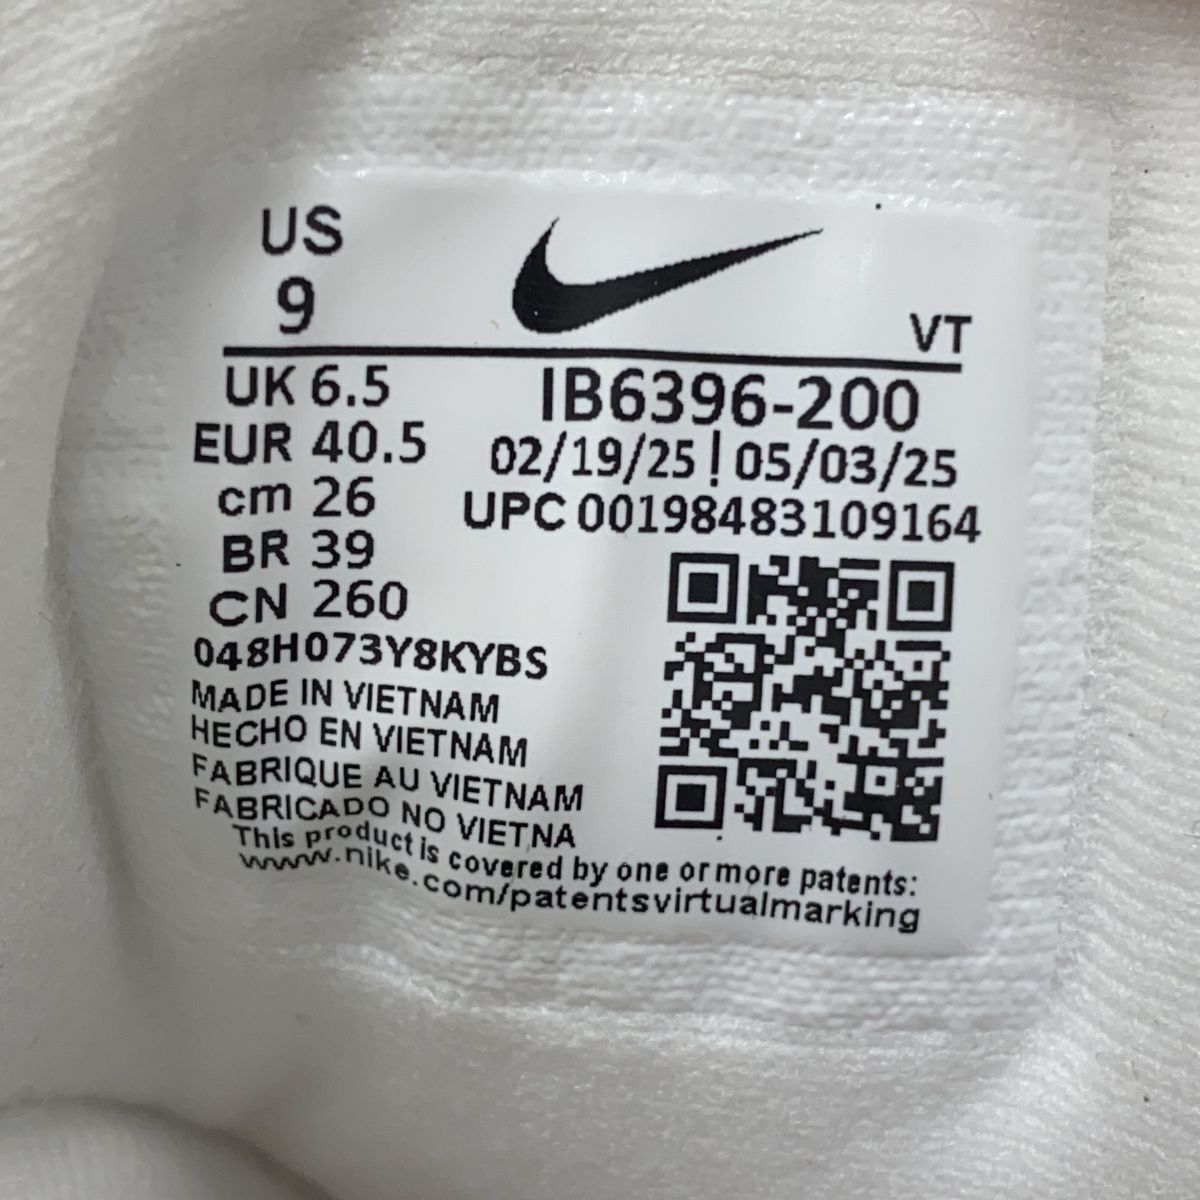 US
9
VT
UK 6.5
EUR 40.5
cm 26
BR 39
CN 260
IB6396-200
02/19/25 ! 05/03/25
UPC 00198483109164
048H073Y8KYBS
MADE IN VIETNAM
HECHO EN VIETNAM
FABRIQUE AU VIETNAM
FABRICADO NO VIETNA
This product is covered by one or more patents:
www.nike.com/patentsvirtualmarking